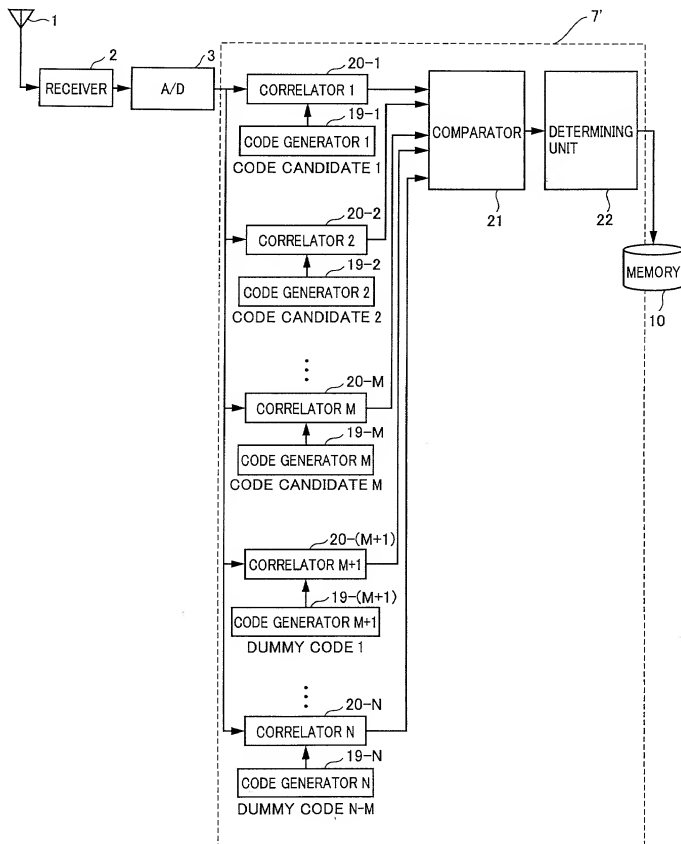 1
2
3
7'
RECEIVER
A/D
20-1
CORRELATOR 1
19-1
CODE GENERATOR 1
CODE CANDIDATE 1
COMPARATOR
21
DETERMINING
UNIT
22
MEMORY
10
20-2
CORRELATOR 2
19-2
CODE GENERATOR 2
CODE CANDIDATE 2
⋮
20-M
CORRELATOR M
19-M
CODE GENERATOR M
CODE CANDIDATE M
20-(M+1)
CORRELATOR M+1
19-(M+1)
CODE GENERATOR M+1
DUMMY CODE 1
⋮
20-N
CORRELATOR N
19-N
CODE GENERATOR N
DUMMY CODE N-M